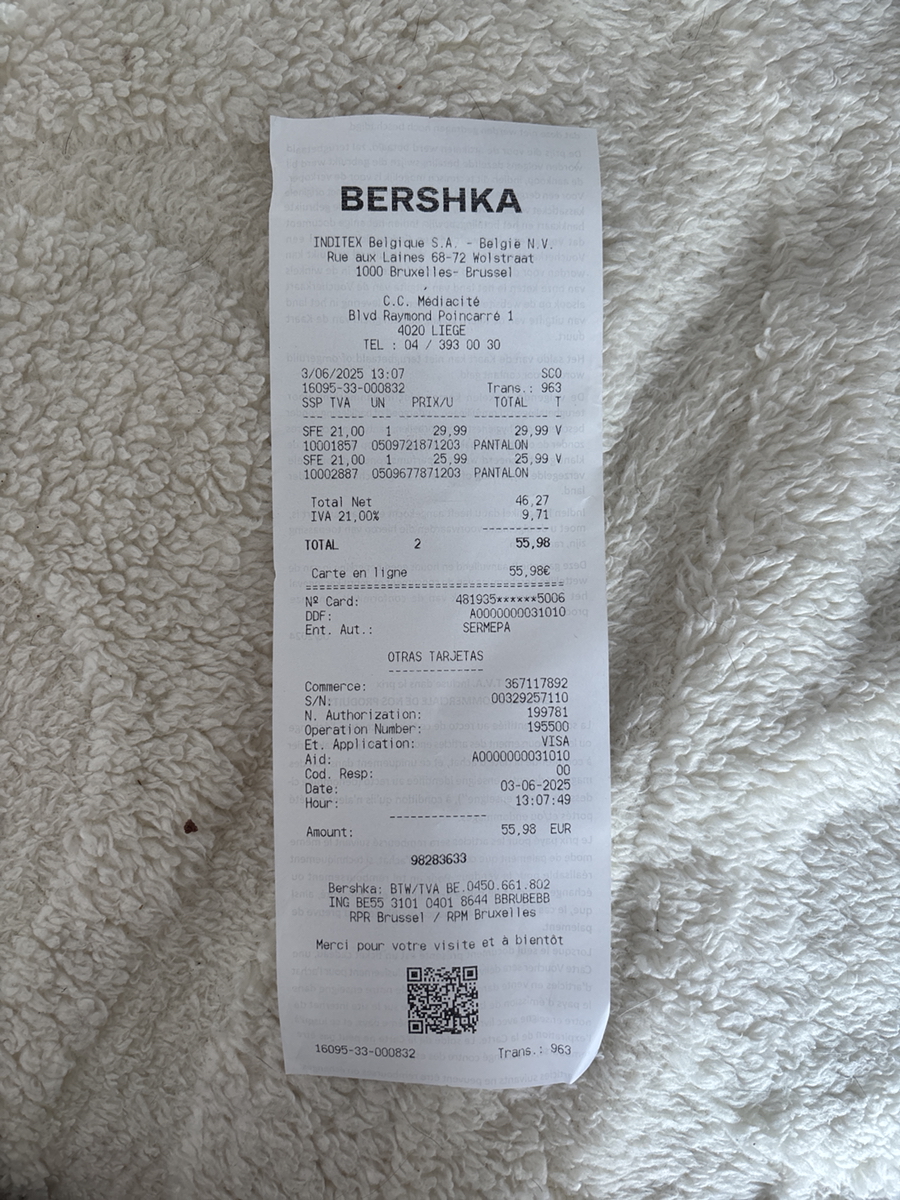 BERSHKA
INDITEX Belgique S.A. - België N.V.
Rue aux Laines 68-72 Wolstraat
1000 Bruxelles- Brussel
,
C.C. Médiacité
Blvd Raymond Poincarré 1
4020 LIEGE
TEL : 04 / 393 00 30
3/06/2025 13:07 SCO
16095-33-000832 Trans.: 963
SSP TVA UN PRIX/U TOTAL T
SFE 21,00 1 29,99 29,99 V
10001857 0509721871203 PANTALON
SFE 21,00 1 25,99 25,99 V
10002887 0509677871203 PANTALON
Total Net 46,27
IVA 21,00% 9,71
TOTAL 2 55,98
Carte en ligne 55,98€
Nº Card: 481935******5006
DDF: A0000000031010
Ent. Aut.: SERMEPA
OTRAS TARJETAS
Commerce: 367117892
S/N: 00329257110
N. Authorization: 199781
Operation Number: 195500
Et. Application: VISA
Aid: A0000000031010
Cod. Resp: 00
Date: 03-06-2025
Hour: 13:07:49
Amount: 55,98 EUR
98283633
Bershka: BTW/TVA BE.0450.661.802
ING BE55 3101 0401 8644 BBRUBEBB
RPR Brussel / RPM Bruxelles
Merci pour votre visite et à bientôt
16095-33-000832 Trans.: 963